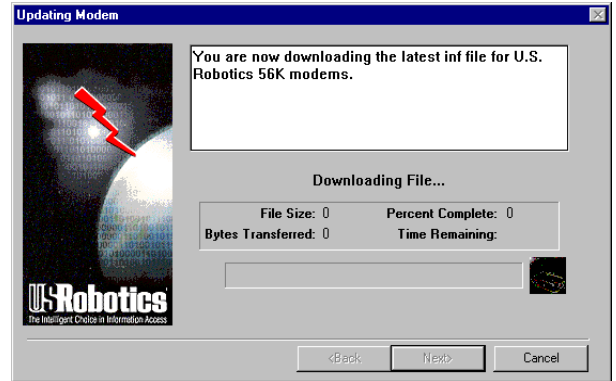 Updating Modem
You are now downloading the latest inf file for U.S.
Robotics 56K modems.
Downloading File...
File Size: 0 Percent Complete: 0
Bytes Transferred: 0 Time Remaining:
USRobotics
The Intelligent Choice in Information Access
<Back Next> Cancel